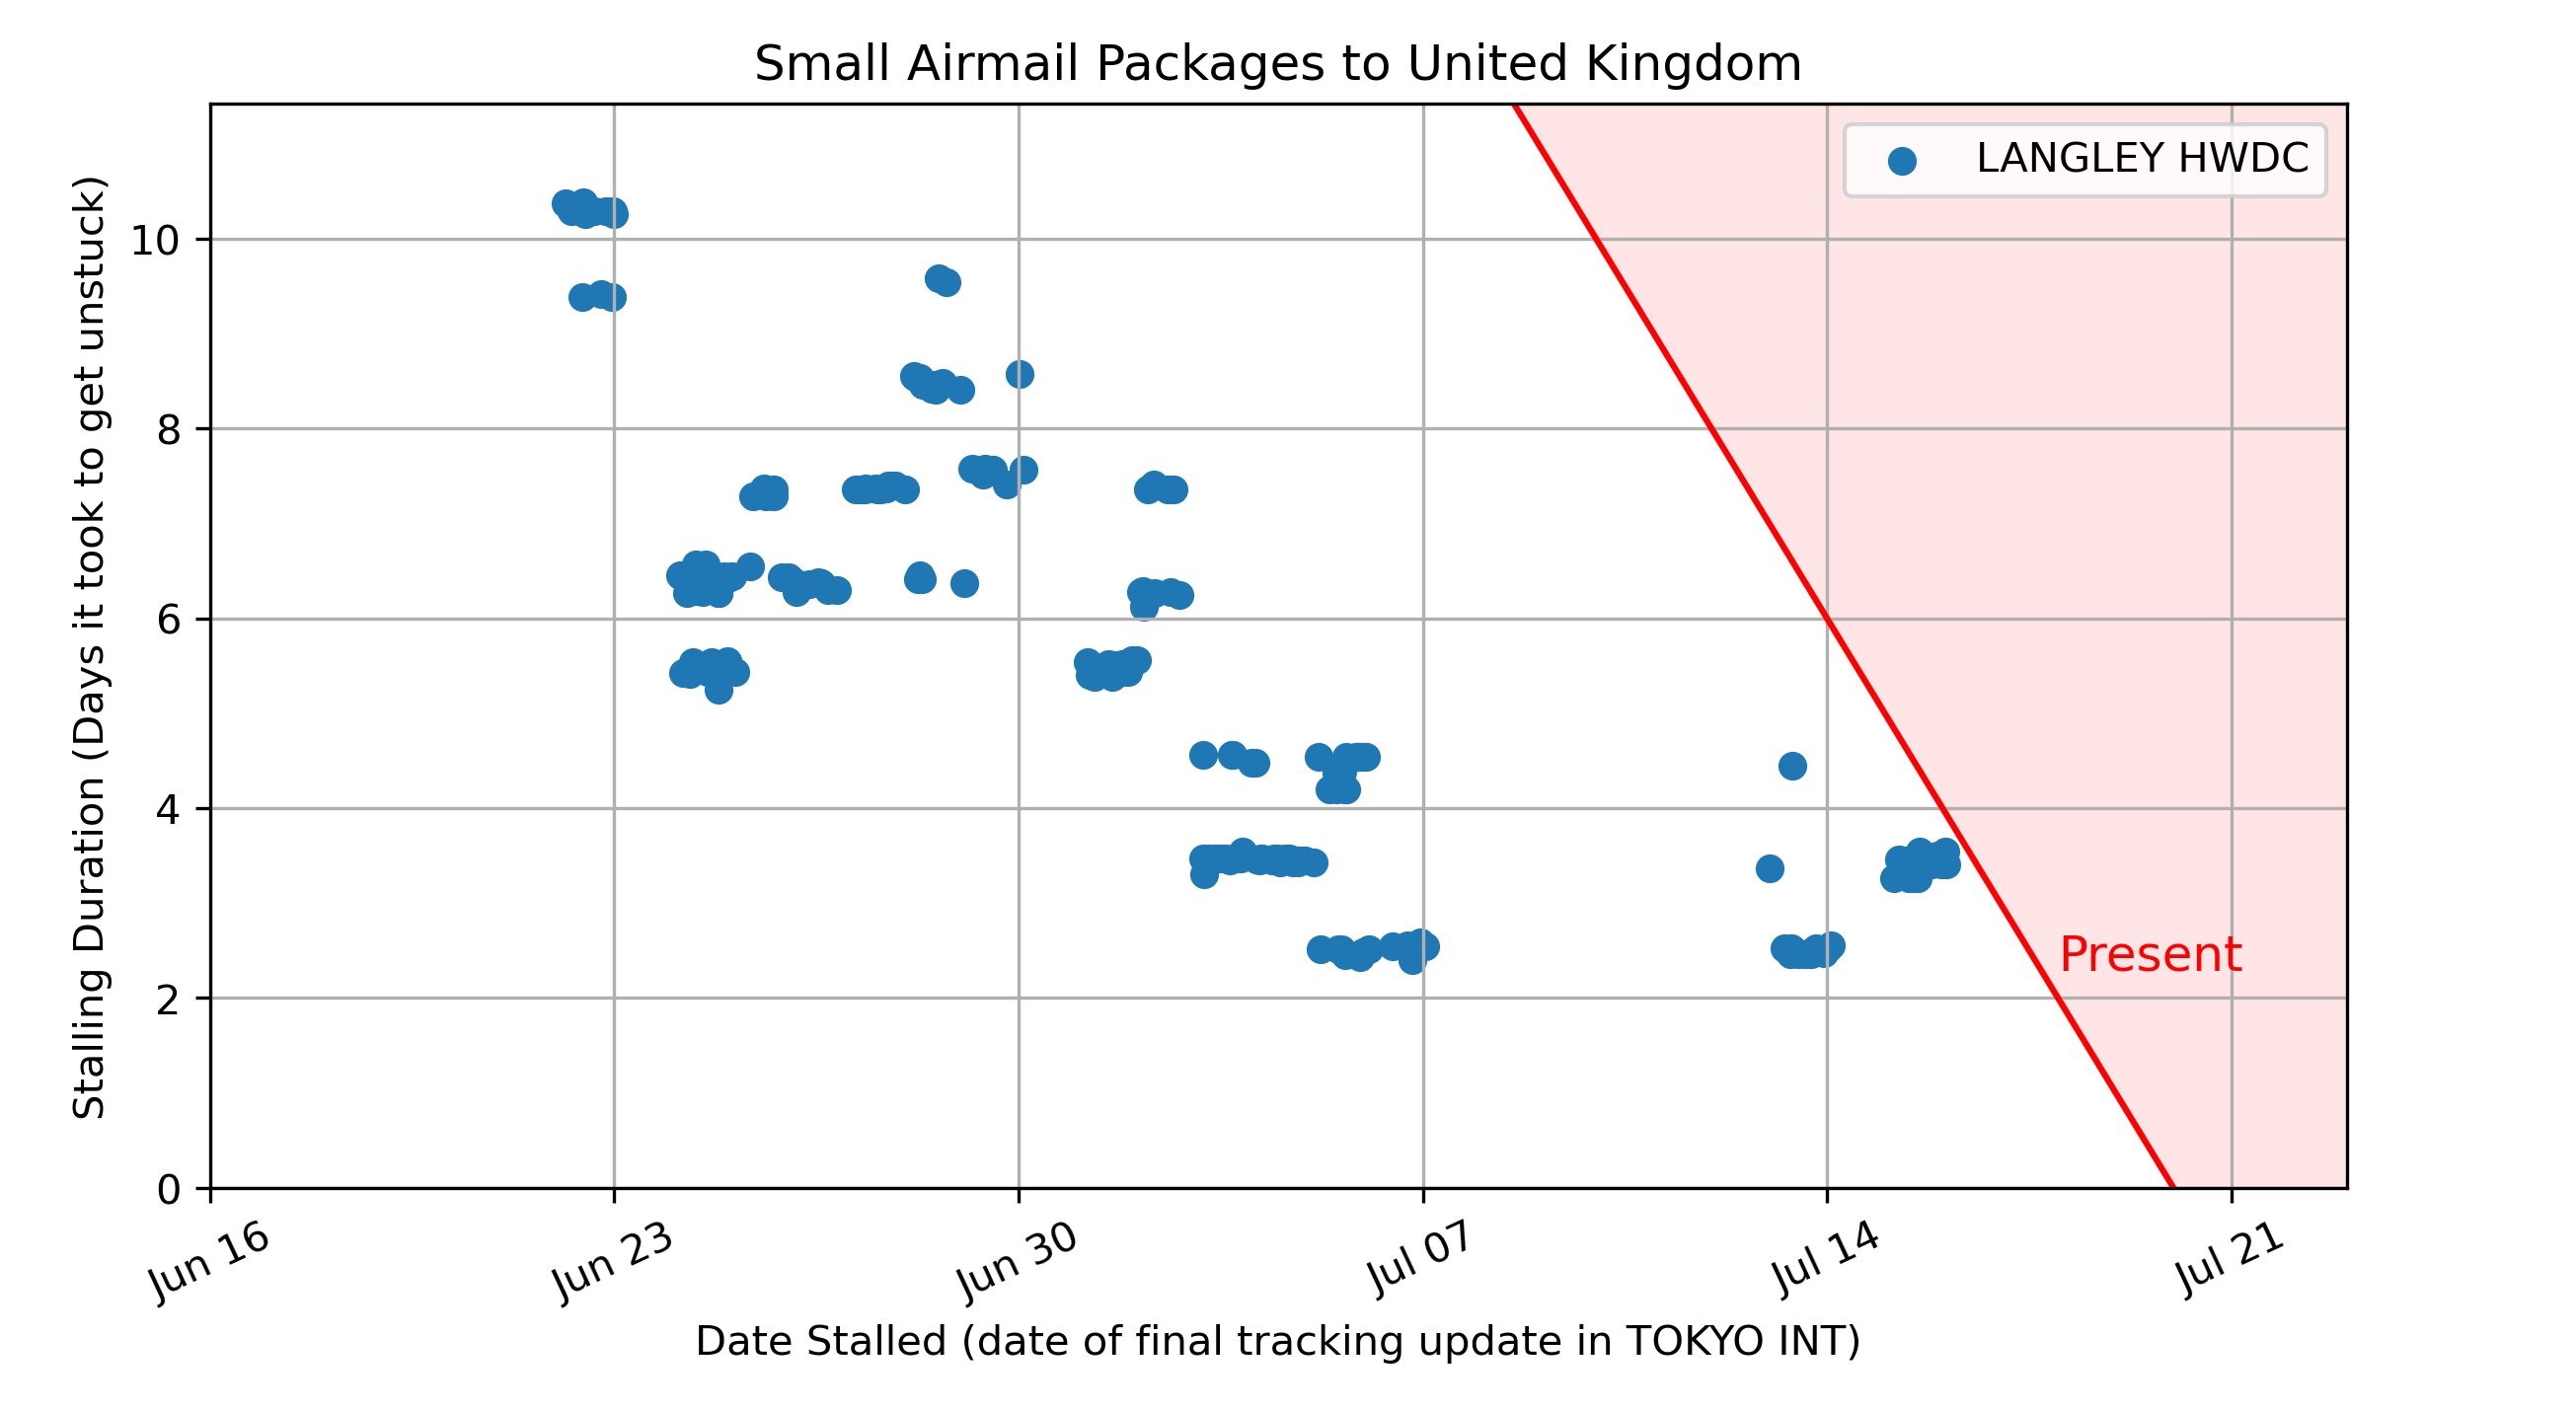 Small Airmail Packages to United Kingdom
LANGLEY HWDC
Stalling Duration (Days it took to get unstuck)
10
8
6
4
2
0
Present
Jun 16
Jun 23
Jun 30
Jul 07
Jul 14
Jul 21
Date Stalled (date of final tracking update in TOKYO INT)